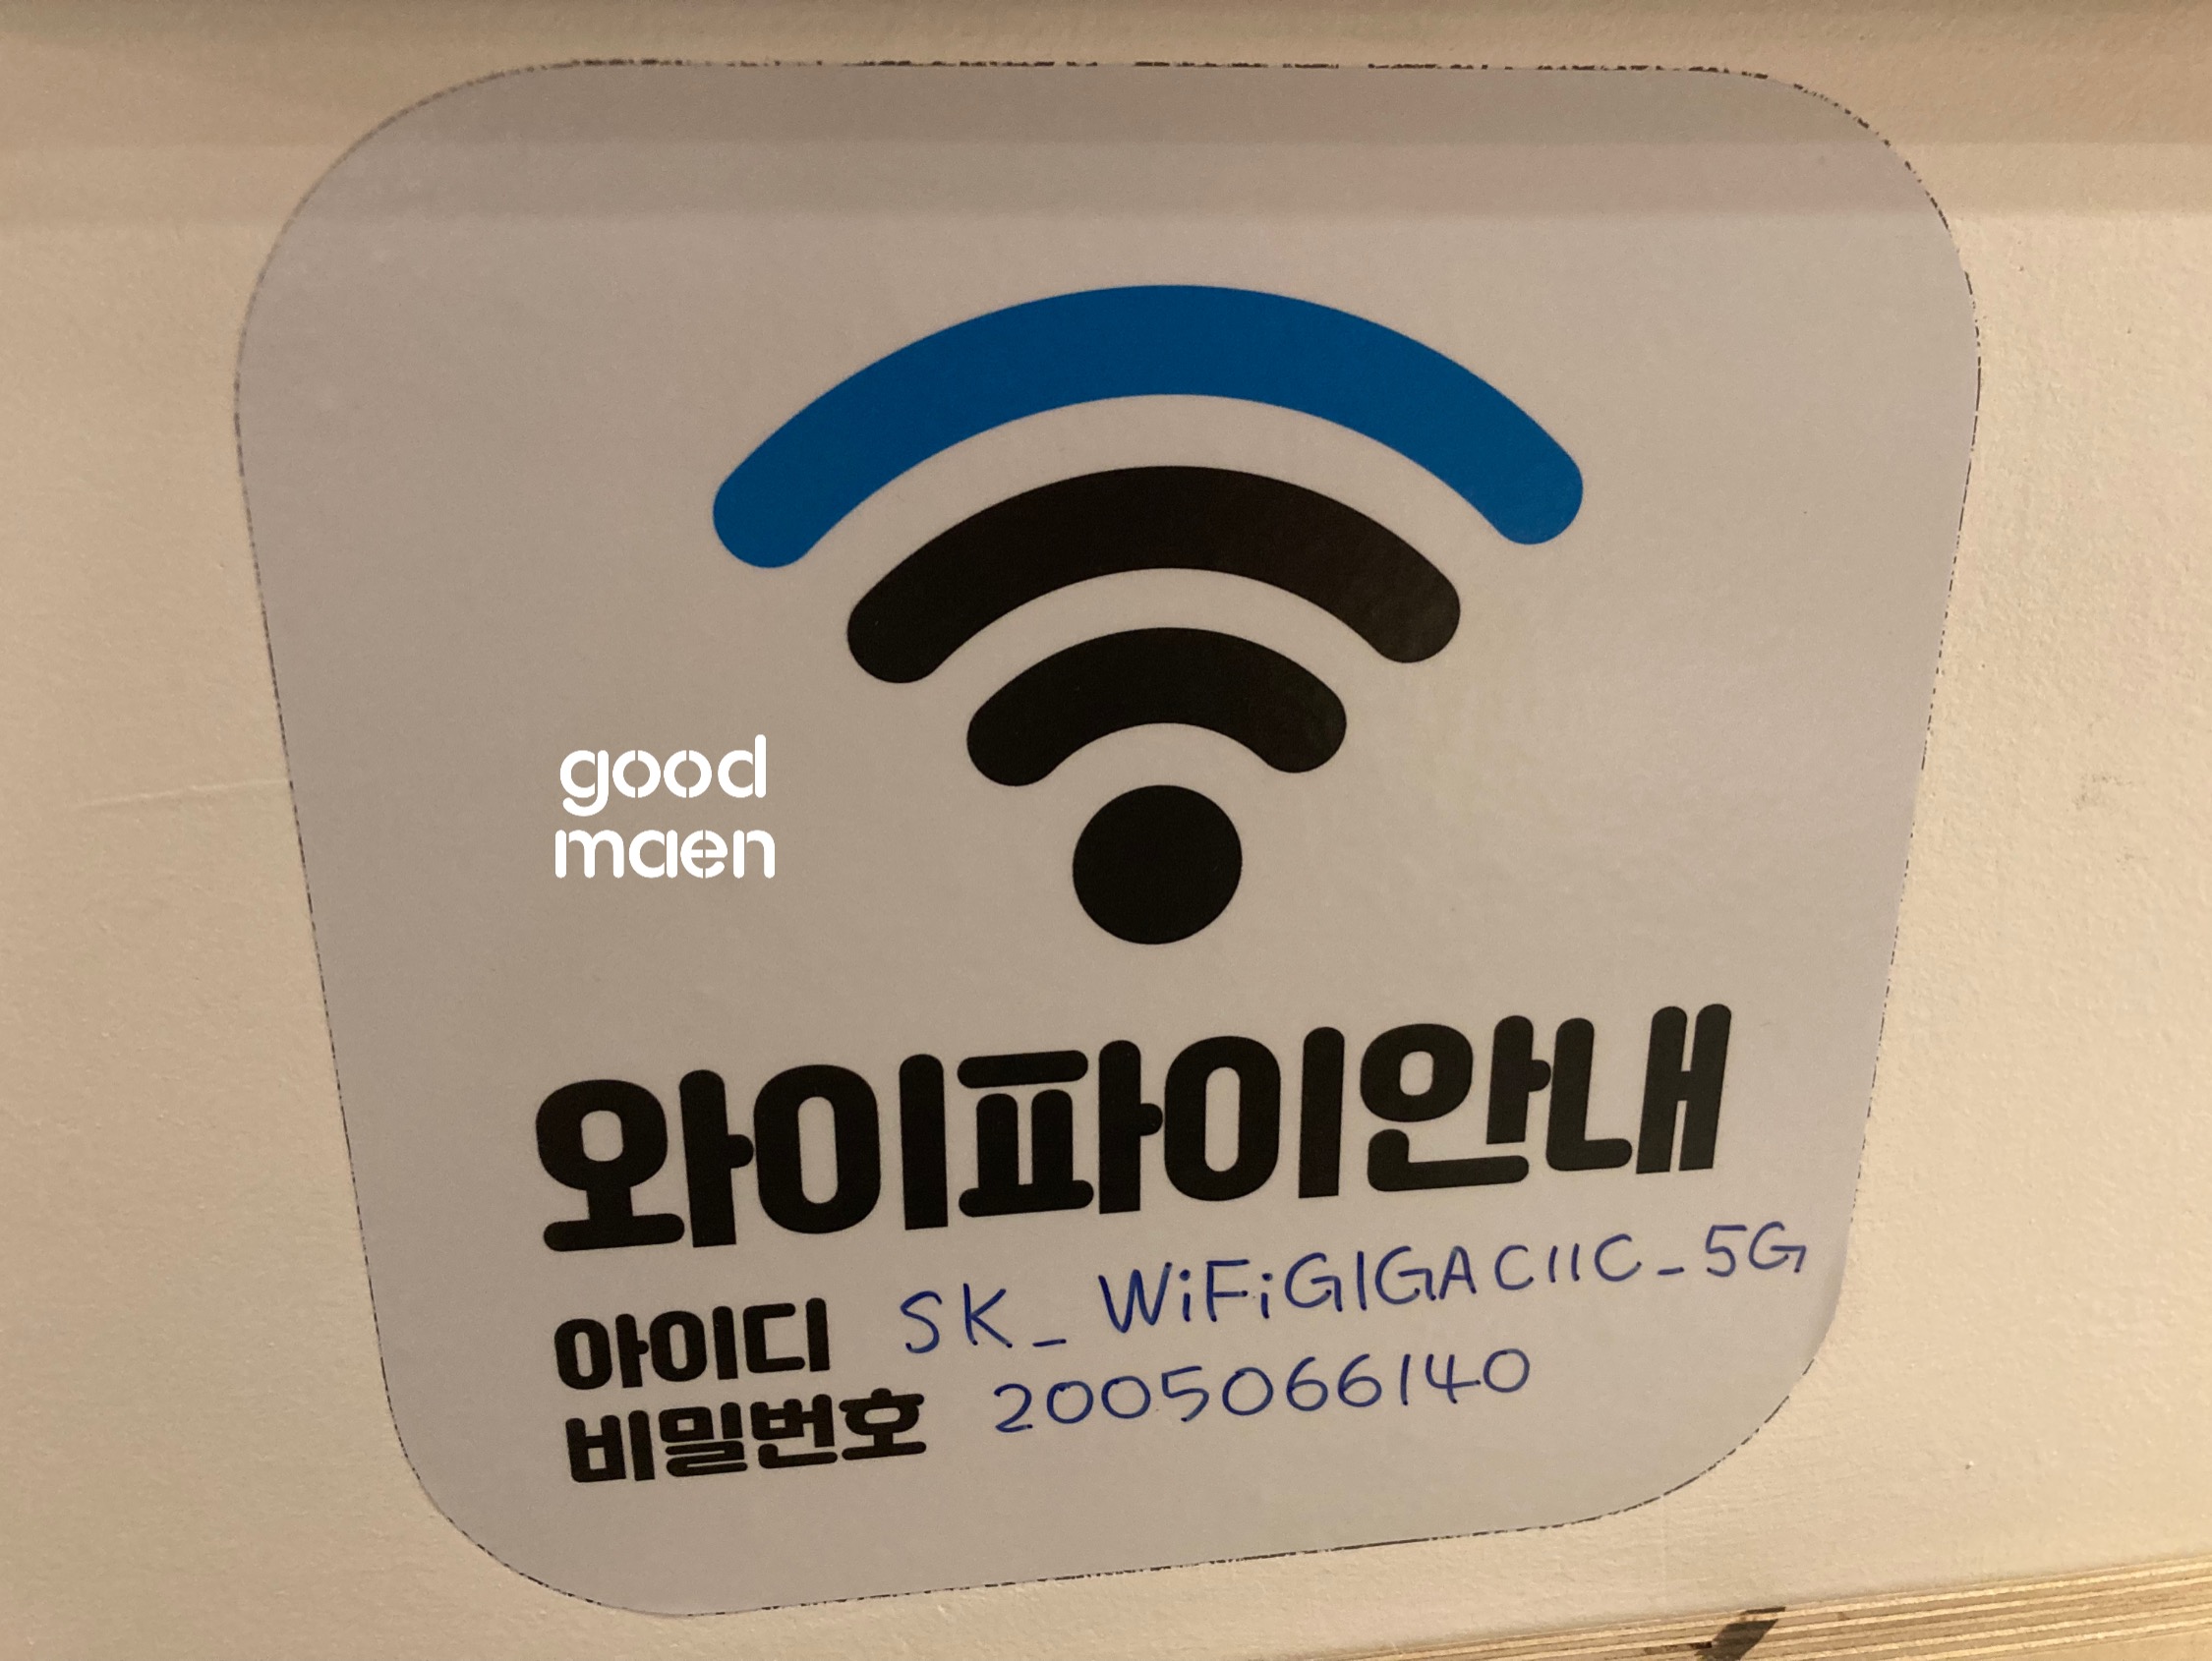 good
maen
와이파이안내
아이디 SK_WiFiGIGAC11C_5G
비밀번호 2005066140